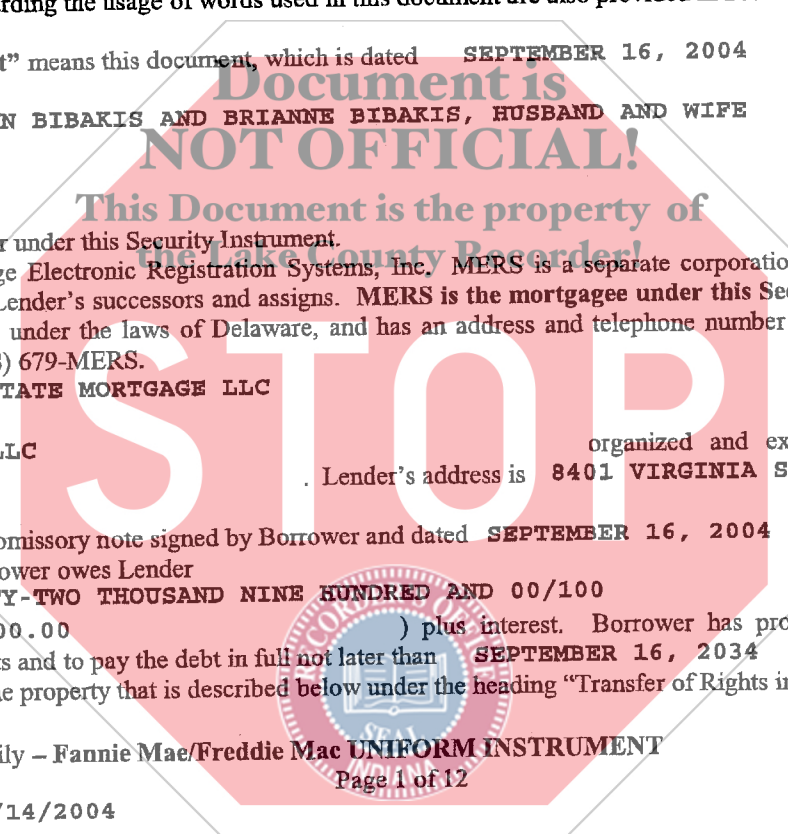 arding the usage of words used in this document are also provided in
t” means this document, which is dated SEPTEMBER 16, 2004
Document is
N BIBAKIS AND BRIANNE BIBAKIS, HUSBAND AND WIFE
NOT OFFICIAL!
This Document is the property of
r under this Security Instrument.
the Lake County Recorder!
ge Electronic Registration Systems, Inc. MERS is a separate corporatio
Lender’s successors and assigns. MERS is the mortgagee under this Se
under the laws of Delaware, and has an address and telephone number
) 679-MERS.
TATE MORTGAGE LLC
STOP
LLC organized and ex
. Lender’s address is 8401 VIRGINIA S
omissory note signed by Borrower and dated SEPTEMBER 16, 2004
ower owes Lender
Y-TWO THOUSAND NINE HUNDRED AND 00/100
00.00 ) plus interest. Borrower has pro
ts and to pay the debt in full not later than SEPTEMBER 16, 2034
e property that is described below under the heading “Transfer of Rights i
RECORDER'S OFFICE
SEAL
INDIANA
ily – Fannie Mae/Freddie Mac UNIFORM INSTRUMENT
Page 1 of 12
/14/2004